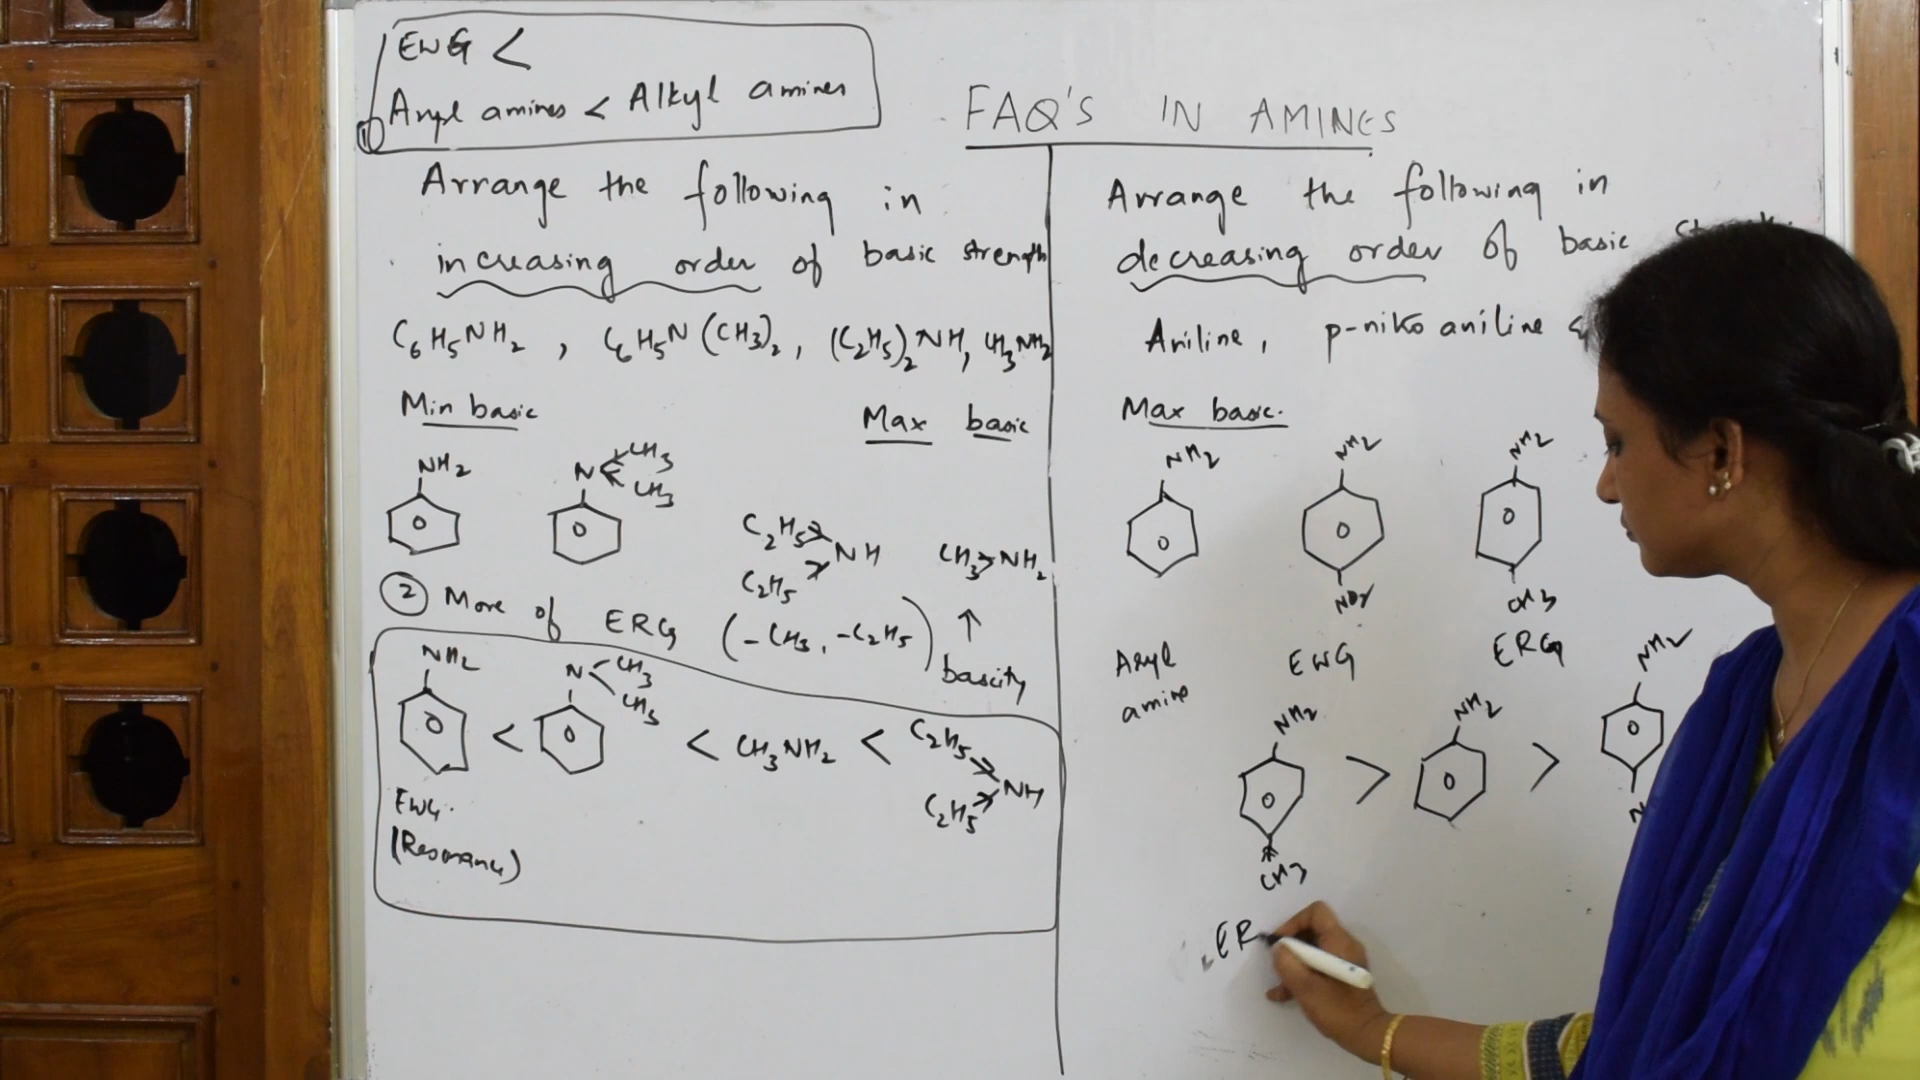 EWG <
Aryl amines < Alkyl amines
①
FAQ'S IN AMINES
Arrange the following in
increasing order of basic strength
C6H5NH2 , C6H5N(CH3)2, (C2H5)2NH, CH3NH2
Min basic
Max basic
NH2
N
CH3
CH3
C2H5
C2H5
NH
CH3 NH2
② More of ERG (-CH3, -C2H5) ↑ bascity
NH2
<
N
CH3
CH3
< CH3NH2 <
C2H5
C2H5
NH
EWG.
(Resonance)
Arrange the following in
decreasing order of basic
Aniline, p-nitro aniline &
Max basic.
NH2
NH2
NH2
NO2
CH3
Aryl amine
EWG
ERG
NH2
>
NH2
>
NH2
CH3
N
ER